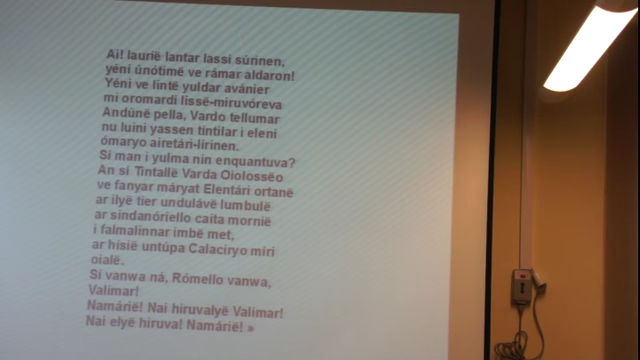 Ai! laurië lantar lassi súrinen,
yéni únótimë ve rámar aldaron!
Yéni ve lintë yuldar avánier
mi oromardi lissë-miruvóreva
Andúnë pella, Vardo tellumar
nu luini yassen tintilar i eleni
ómaryo airetári-lírinen.
Sí man i yulma nin enquantuva?
An sí Tintallë Varda Oiolossëo
ve fanyar máryat Elentári ortanë
ar ilyë tier undulávë lumbulë
ar sindanóriello caita mornië
i falmalinnar imbë met,
ar hísië untúpa Calaciryo míri
oialë.
Sí vanwa ná, Rómello vanwa,
Valimar!
Namárië! Nai hiruvalyë Valimar!
Nai elyë hiruva! Namárië! »